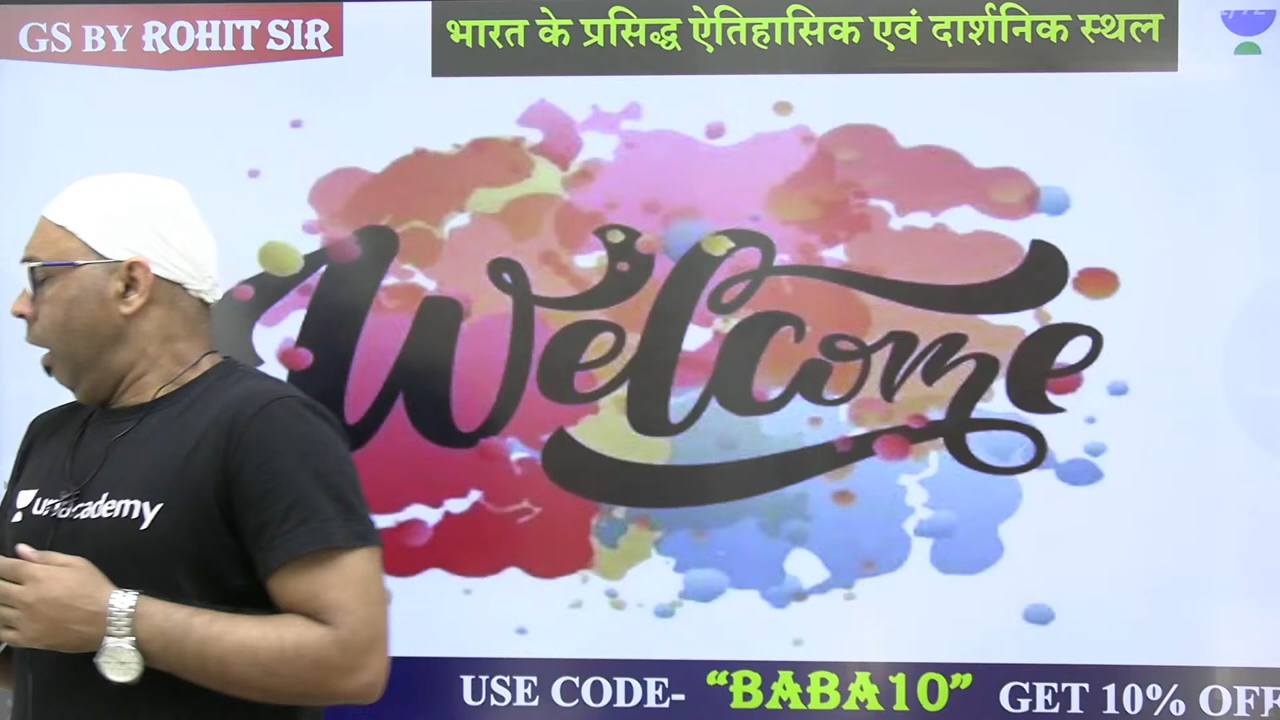 GS BY ROHIT SIR
भारत के प्रसिद्ध ऐतिहासिक एवं दार्शनिक स्थल
Welcome
unacademy
USE CODE- “BABA10” GET 10% OFF